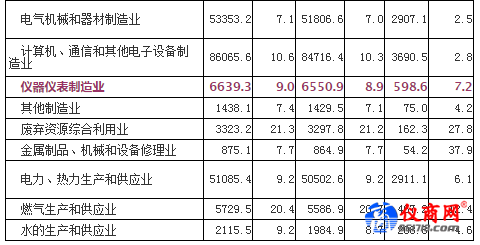 电气机械和器材制造业 53353.2 7.1 51806.6 7.0 2907.1 2.5
计算机、通信和其他电子设备制
造业 86065.6 10.6 84716.4 10.3 3690.5 2.8
仪器仪表制造业 6639.3 9.0 6550.9 8.9 598.6 7.2
其他制造业 1438.1 7.4 1429.5 7.1 75.0 4.2
废弃资源综合利用业 3323.2 21.3 3297.8 21.2 162.3 27.8
金属制品、机械和设备修理业 875.1 7.7 864.9 7.7 54.2 37.9
电力、热力生产和供应业 51085.4 9.2 50502.6 9.2 2911.1 6.1
燃气生产和供应业 5729.5 20.4 5586.9
水的生产和供应业 2115.5 9.2 1984.9
仪商网